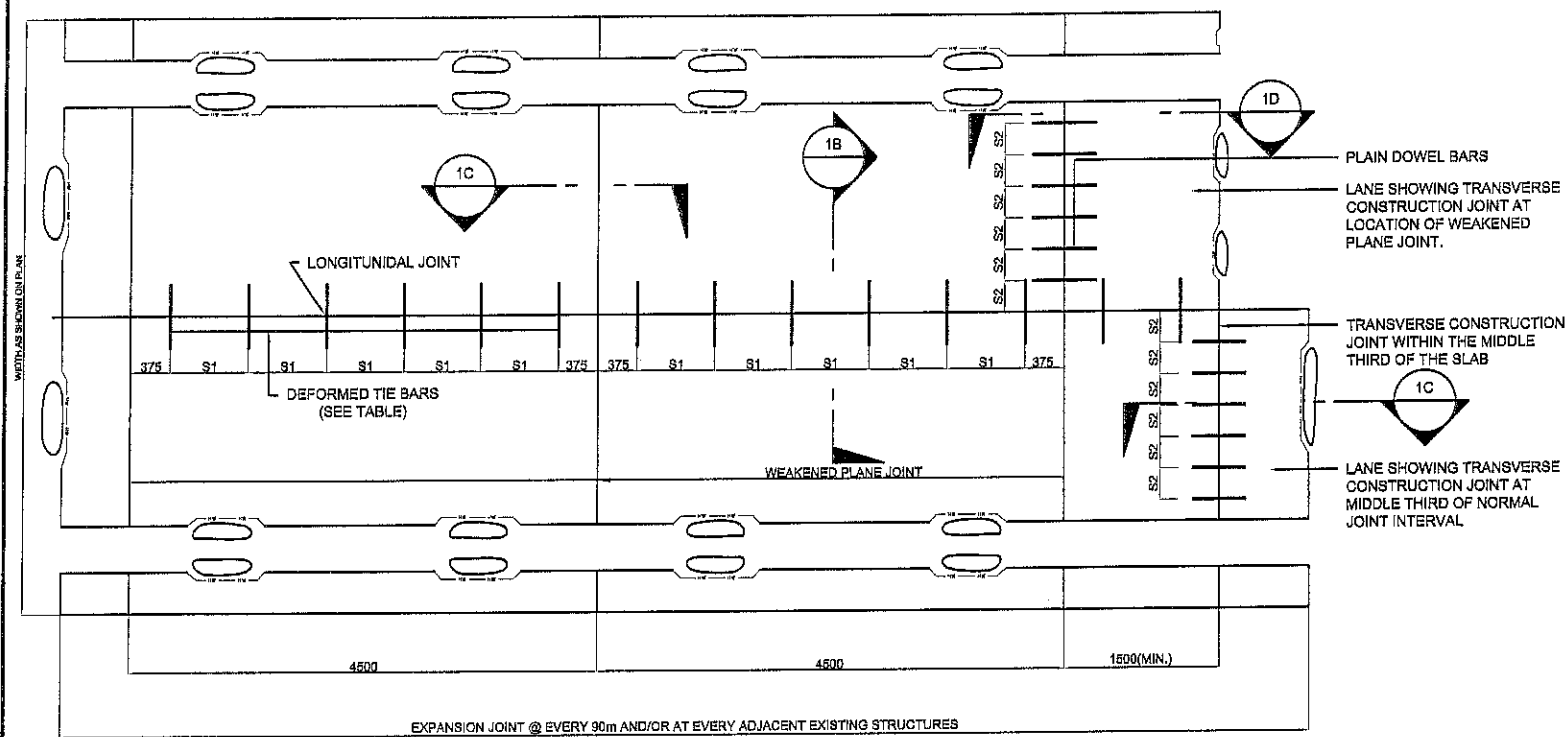 1D
1B
1C
S2
S2
S2
S2
S2
S2
PLAIN DOWEL BARS
LANE SHOWING TRANSVERSE
CONSTRUCTION JOINT AT
LOCATION OF WEAKENED
PLANE JOINT.
WIDTH AS SHOWN ON PLAN
LONGITUNIDAL JOINT
375 S1 S1 S1 S1 S1 375 375 S1 S1 S1 S1 S1 375
DEFORMED TIE BARS
(SEE TABLE)
S2
S2
S2
S2
S2
S2
TRANSVERSE CONSTRUCTION
JOINT WITHIN THE MIDDLE
THIRD OF THE SLAB
1C
WEAKENED PLANE JOINT
LANE SHOWING TRANSVERSE
CONSTRUCTION JOINT AT
MIDDLE THIRD OF NORMAL
JOINT INTERVAL
4500 4500 1500(MIN.)
EXPANSION JOINT @ EVERY 90m AND/OR AT EVERY ADJACENT EXISTING STRUCTURES